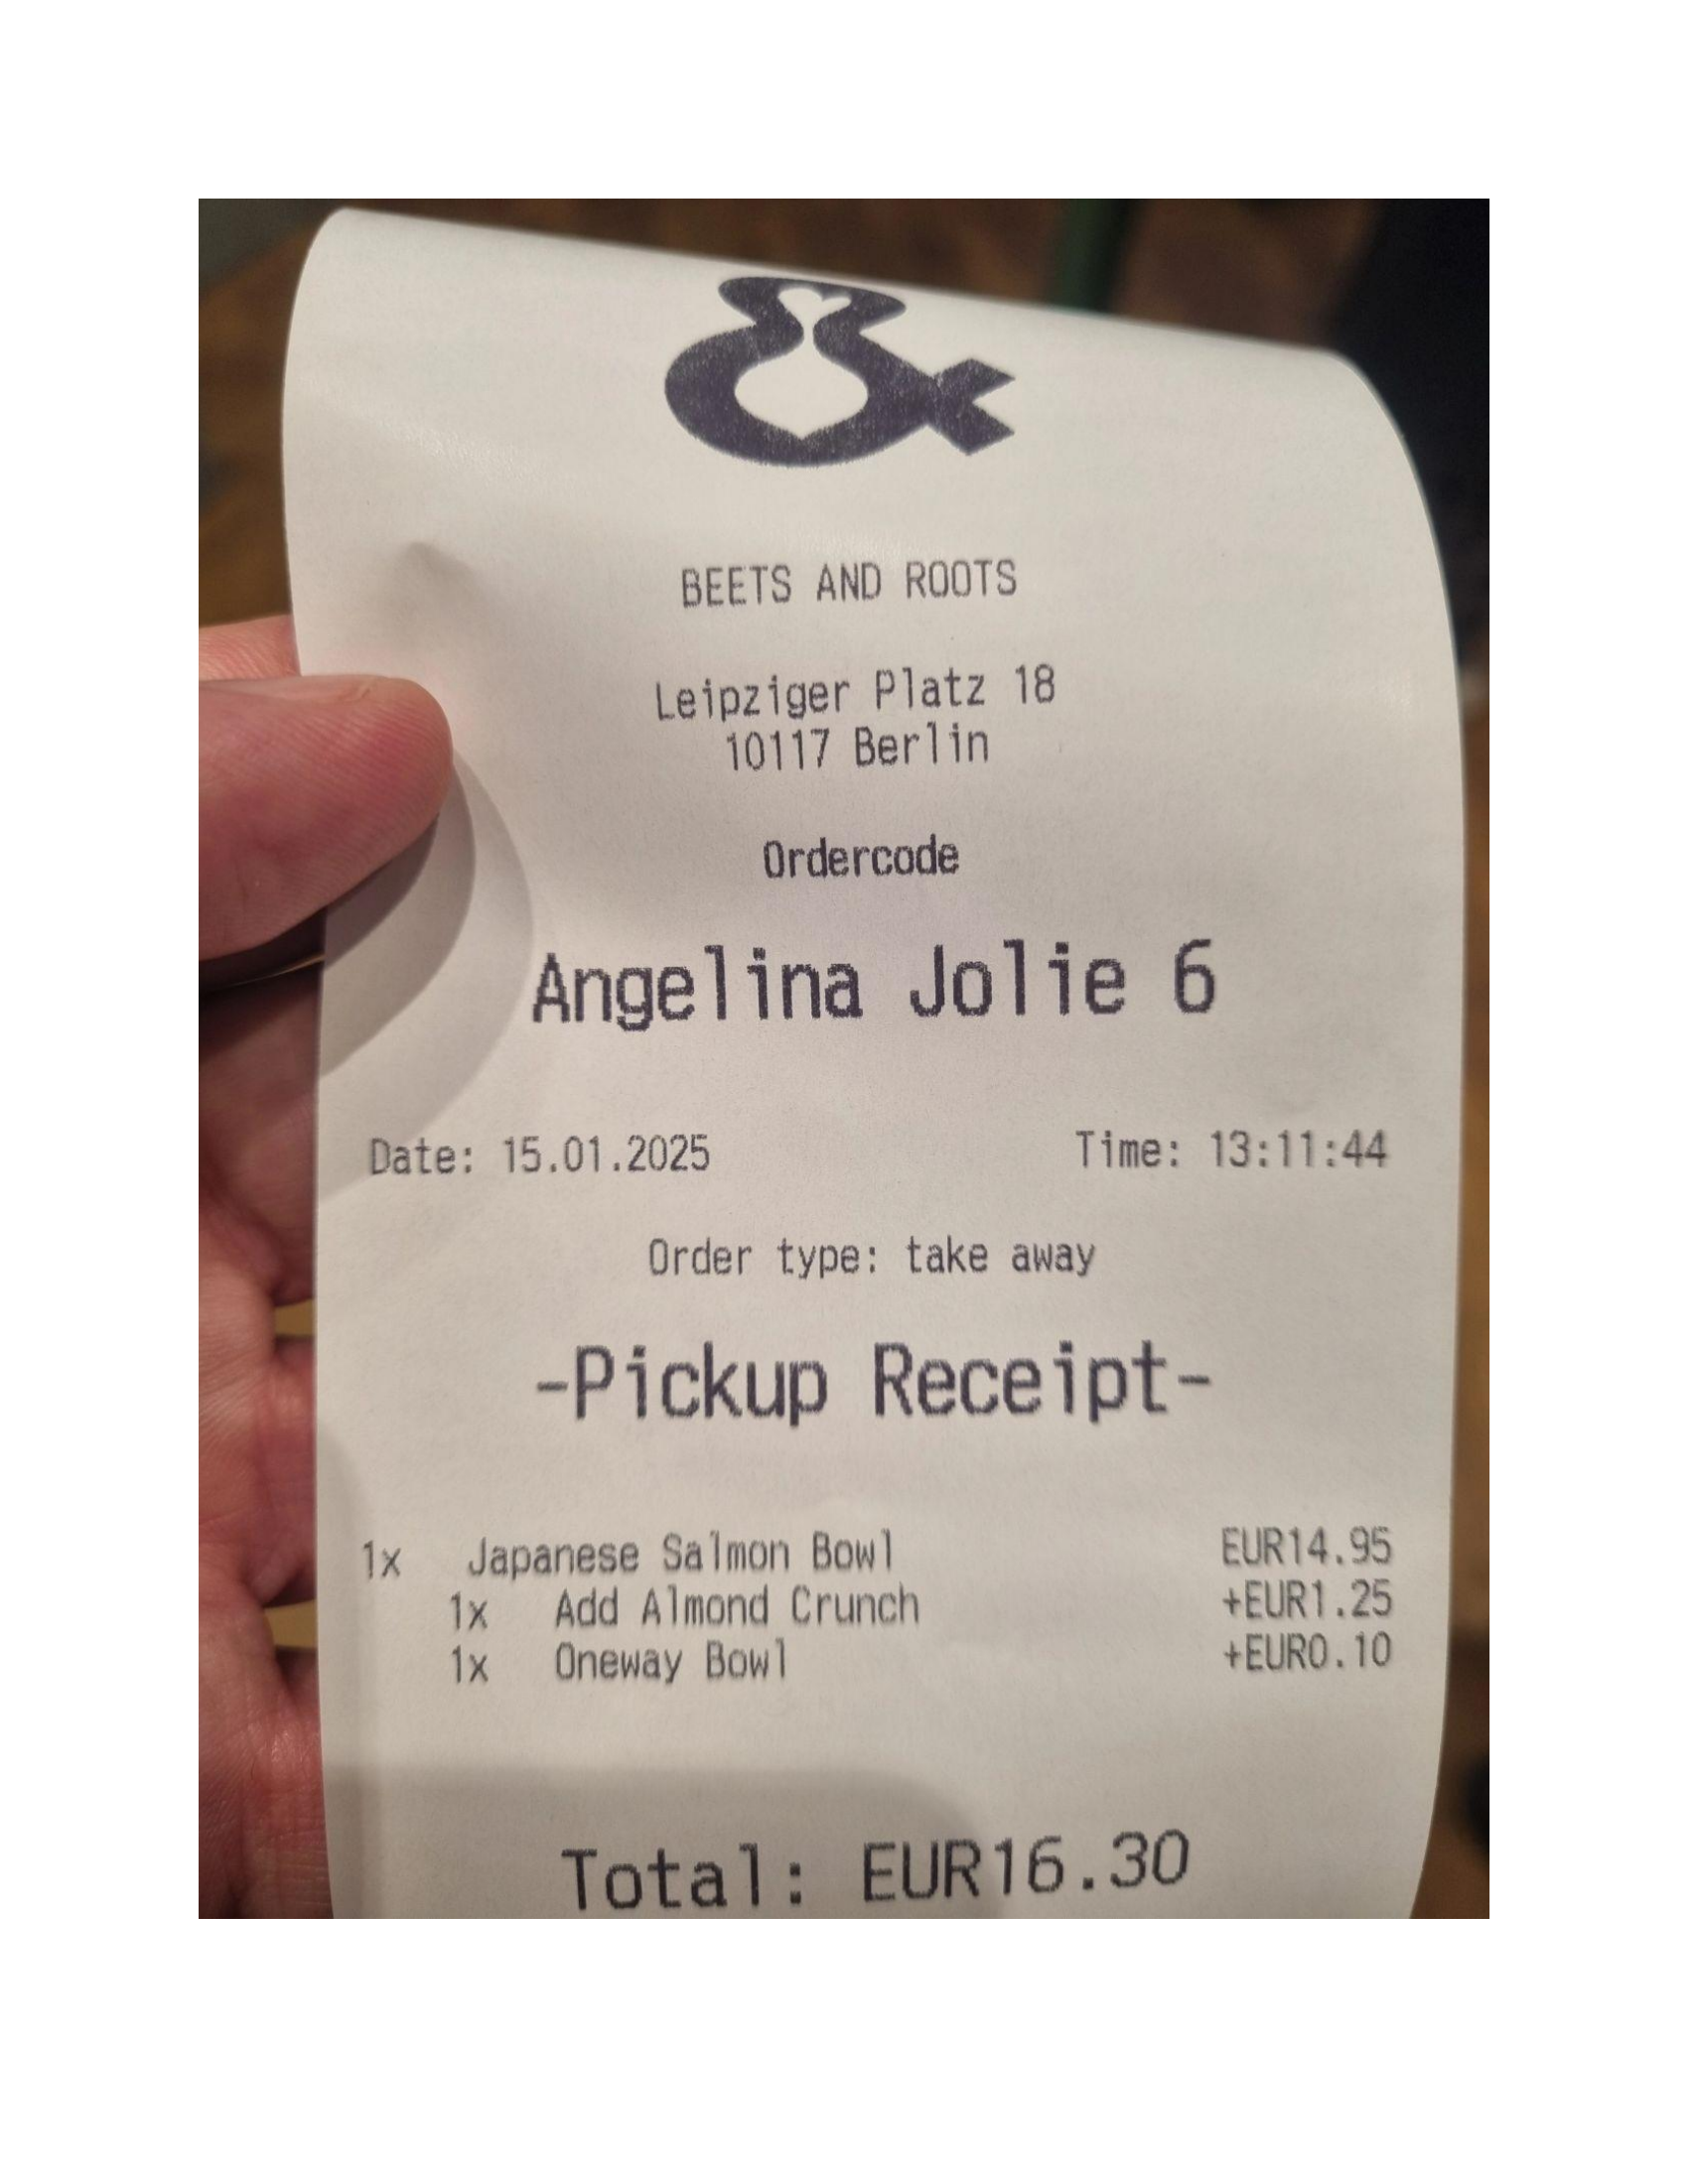 &
BEETS AND ROOTS
Leipziger Platz 18
10117 Berlin
Ordercode
Angelina Jolie 6
Date: 15.01.2025 Time: 13:11:44
Order type: take away
-Pickup Receipt-
1x Japanese Salmon Bowl EUR14.95
1x Add Almond Crunch +EUR1.25
1x Oneway Bowl +EUR0.10
Total: EUR16.30